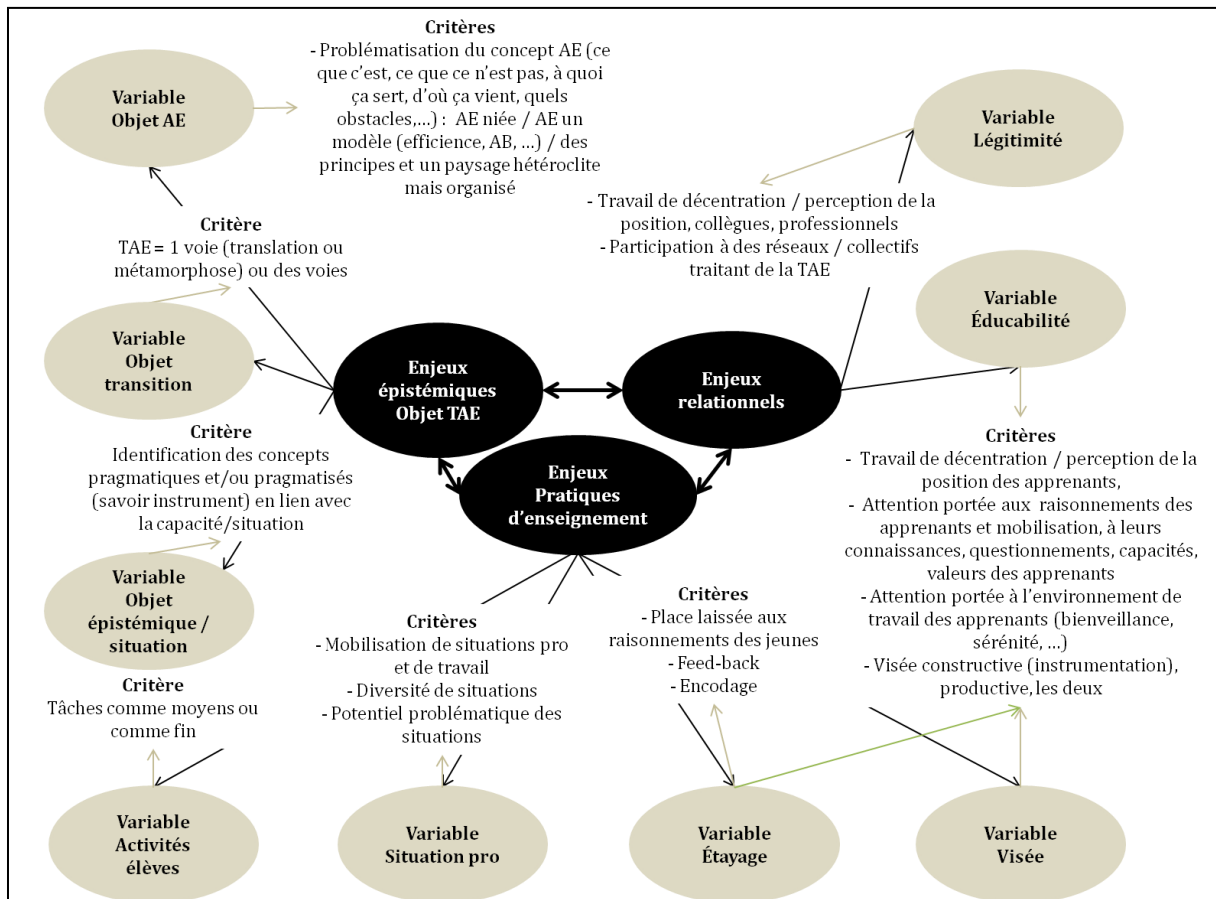 Critères
- Problématisation du concept AE (ce
que c’est, ce que ce n’est pas, à quoi
ça sert, d’où ça vient, quels
obstacles,...) : AE niée / AE un
modèle (efficience, AB, ...) / des
principes et un paysage hétéroclite
mais organisé
Variable
Objet AE
Variable
Légitimité
- Travail de décentration / perception de la
position, collègues, professionnels
- Participation à des réseaux / collectifs
traitant de la TAE
Critère
TAE = 1 voie (translation ou
métamorphose) ou des voies
Variable
Objet
transition
Variable
Éducabilité
Enjeux
épistémiques
Objet TAE
Enjeux
relationnels
Enjeux
Pratiques
d’enseignement
Critère
Identification des concepts
pragmatiques et/ou pragmatisés
(savoir instrument) en lien avec
la capacité/situation
Critères
- Travail de décentration / perception de la
position des apprenants,
- Attention portée aux raisonnements des
apprenants et mobilisation, à leurs
connaissances, questionnements, capacités,
valeurs des apprenants
- Attention portée à l’environnement de
travail des apprenants (bienveillance,
sérénité, ...)
- Visée constructive (instrumentation),
productive, les deux
Variable
Objet
épistémique /
situation
Critères
- Mobilisation de situations pro
et de travail
- Diversité de situations
- Potentiel problématique des
situations
Critères
- Place laissée aux
raisonnements des jeunes
- Feed-back
- Encodage
Critère
Tâches comme moyens ou
comme fin
Variable
Activités
élèves
Variable
Situation pro
Variable
Étayage
Variable
Visée